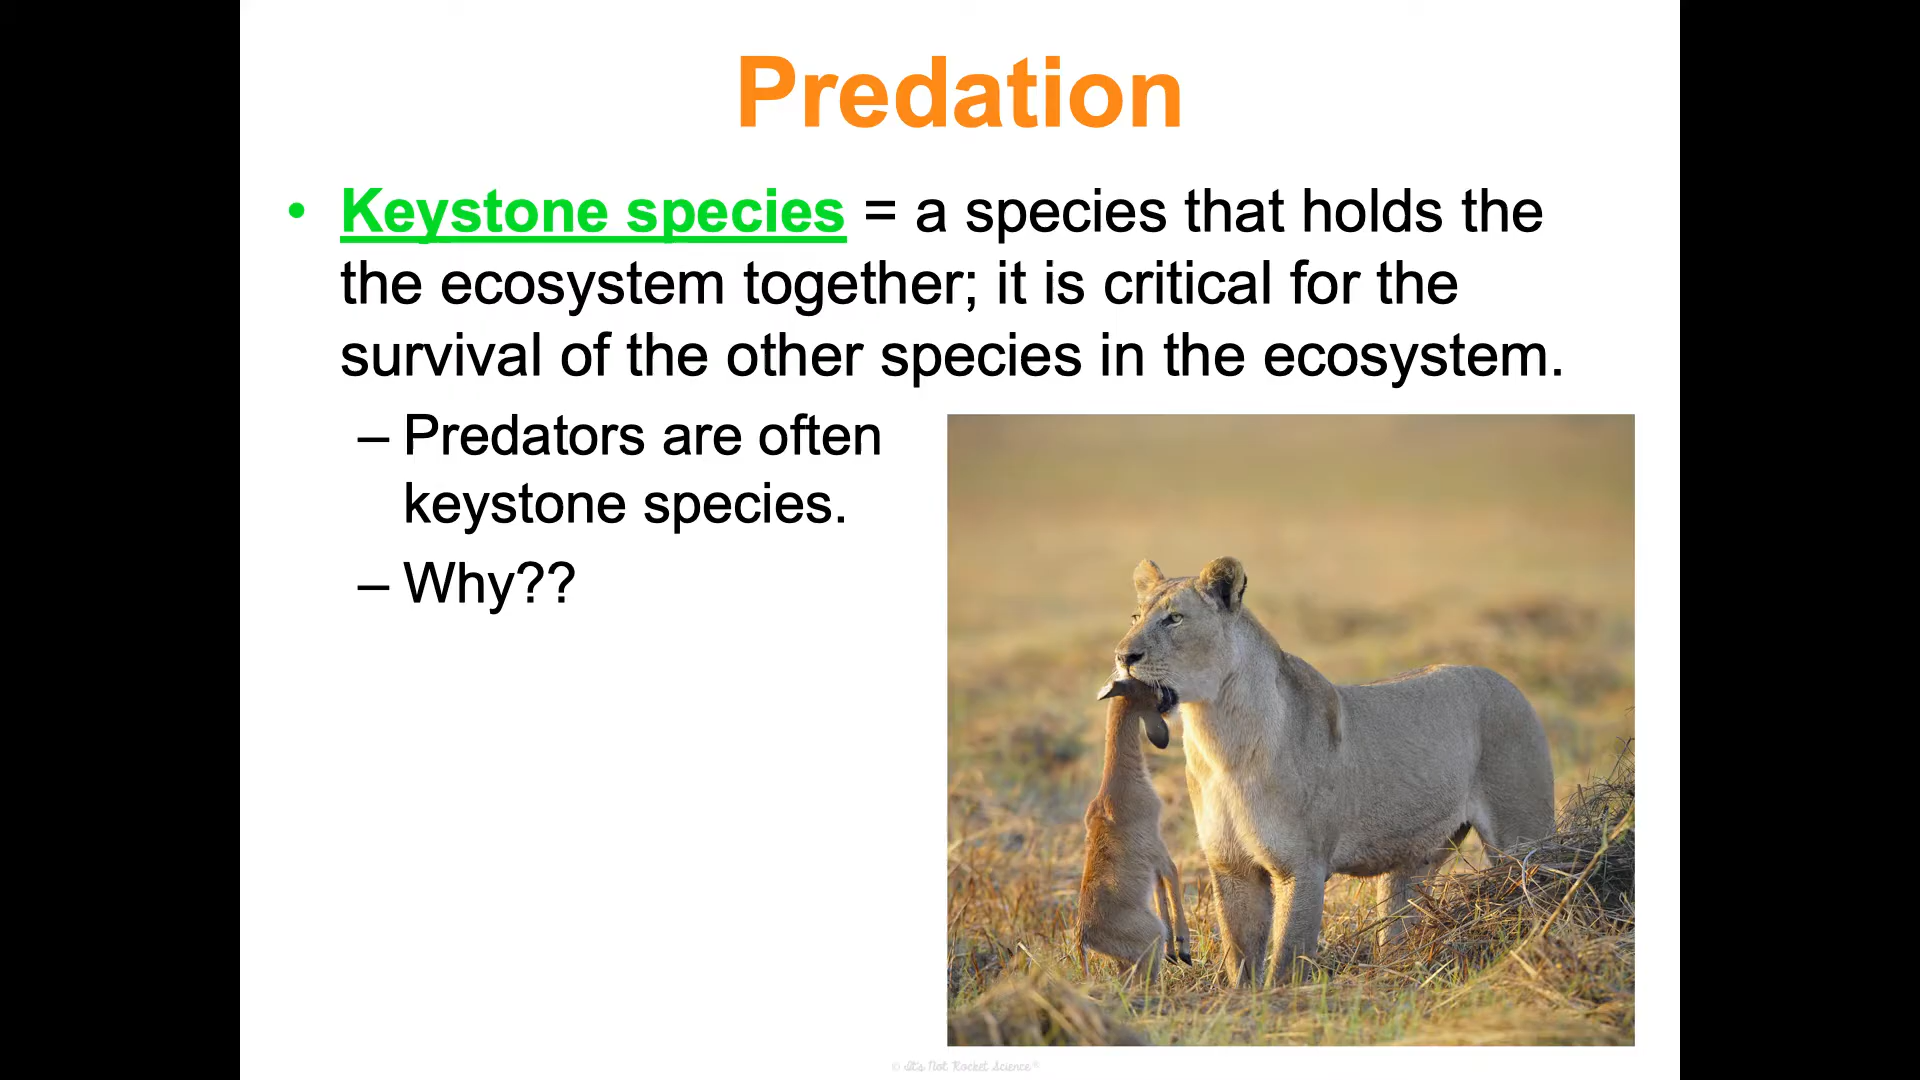 Predation
• Keystone species = a species that holds the
the ecosystem together; it is critical for the
survival of the other species in the ecosystem.
– Predators are often
keystone species.
– Why??
© It's Not Rocket Science®